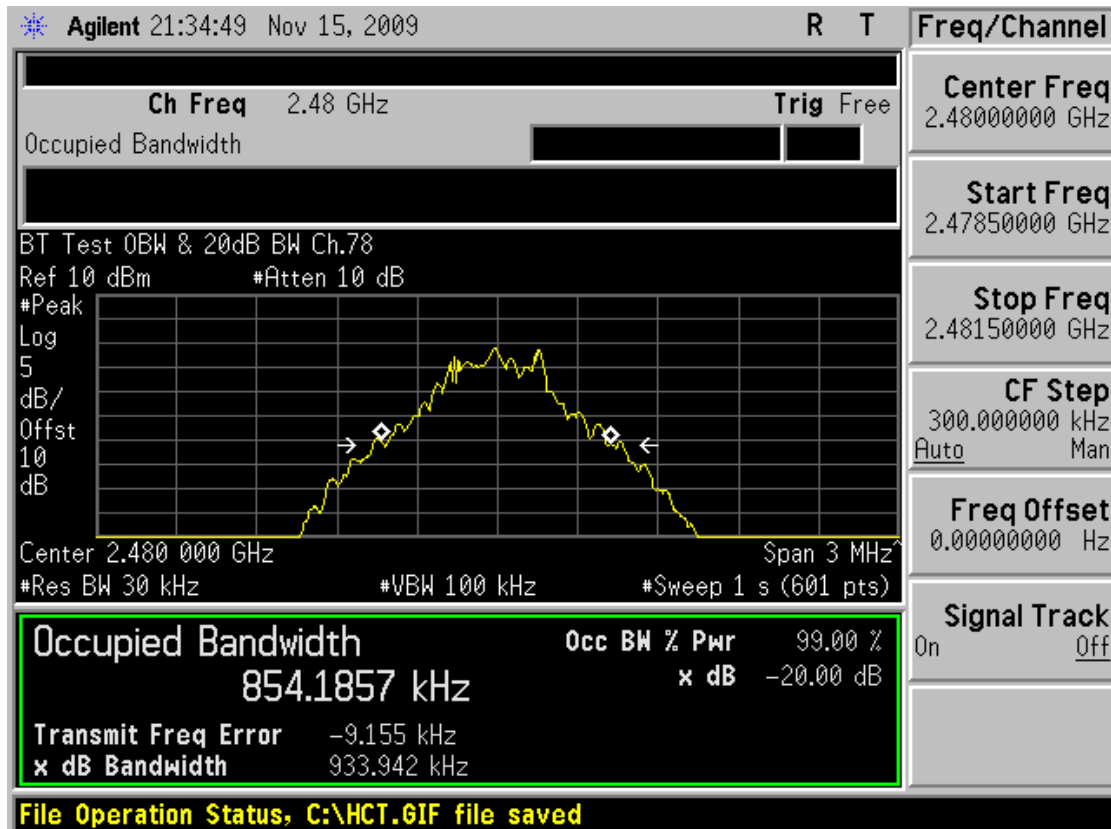 Agilent 21:34:49 Nov 15, 2009 R T
Ch Freq 2.48 GHz Trig Free
Occupied Bandwidth
BT Test OBW & 20dB BW Ch.78
Ref 10 dBm #Atten 10 dB
#Peak
Log
5
dB/
Offst
10
dB
Center 2.480 000 GHz Span 3 MHz^
#Res BW 30 kHz #VBW 100 kHz #Sweep 1 s (601 pts)
Occupied Bandwidth
854.1857 kHz
Occ BW % Pwr 99.00 %
x dB -20.00 dB
Transmit Freq Error -9.155 kHz
x dB Bandwidth 933.942 kHz
File Operation Status, C:\HCT.GIF file saved
Freq/Channel
Center Freq
2.48000000 GHz
Start Freq
2.47850000 GHz
Stop Freq
2.48150000 GHz
CF Step
300.000000 kHz
Auto Man
Freq Offset
0.00000000 Hz
Signal Track
On Off